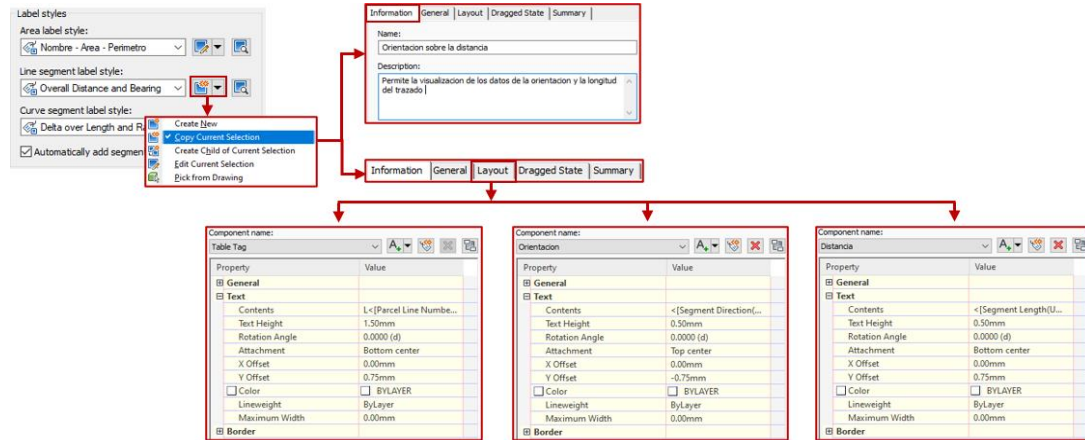 Label styles
Area label style:
Nombre - Area - Perimetro
Line segment label style:
Overall Distance and Bearing
Curve segment label style:
Delta over Length and R
Automatically add segmen
Create New
Copy Current Selection
Create Child of Current Selection
Edit Current Selection
Pick from Drawing
Information General Layout Dragged State Summary
Name:
Orientacion sobre la distancia
Description:
Permite la visualizacion de los datos de la orientacion y la longitud
del trazado
Information General Layout Dragged State Summary
Component name:
Table Tag
Property Value
General
Text
Contents L<[Parcel Line Numbe...
Text Height 1.50mm
Rotation Angle 0.0000 (d)
Attachment Bottom center
X Offset 0.00mm
Y Offset 0.75mm
Color BYLAYER
Lineweight ByLayer
Maximum Width 0.00mm
Border
Component name:
Orientacion
Property Value
General
Text
Contents <[Segment Direction(...
Text Height 0.50mm
Rotation Angle 0.0000 (d)
Attachment Top center
X Offset 0.00mm
Y Offset -0.75mm
Color BYLAYER
Lineweight ByLayer
Maximum Width 0.00mm
Border
Component name:
Distancia
Property Value
General
Text
Contents <[Segment Length(U...
Text Height 0.50mm
Rotation Angle 0.0000 (d)
Attachment Bottom center
X Offset 0.00mm
Y Offset 0.75mm
Color BYLAYER
Lineweight ByLayer
Maximum Width 0.00mm
Border